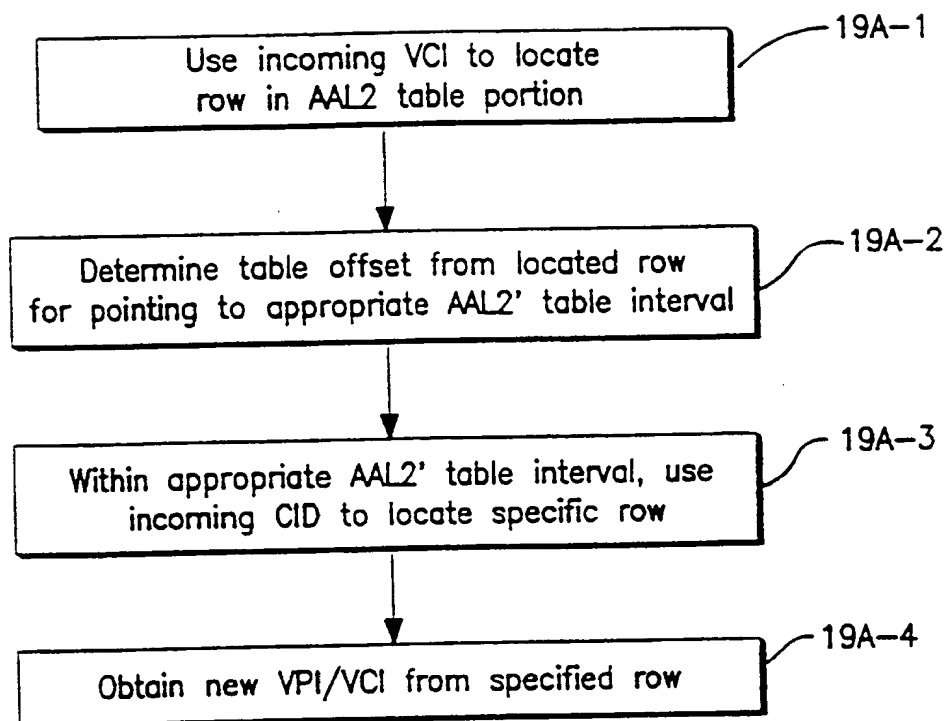 19A-1
Use incoming VCI to locate
row in AAL2 table portion
19A-2
Determine table offset from located row
for pointing to appropriate AAL2' table interval
19A-3
Within appropriate AAL2' table interval, use
incoming CID to locate specific row
19A-4
Obtain new VPI/VCI from specified row